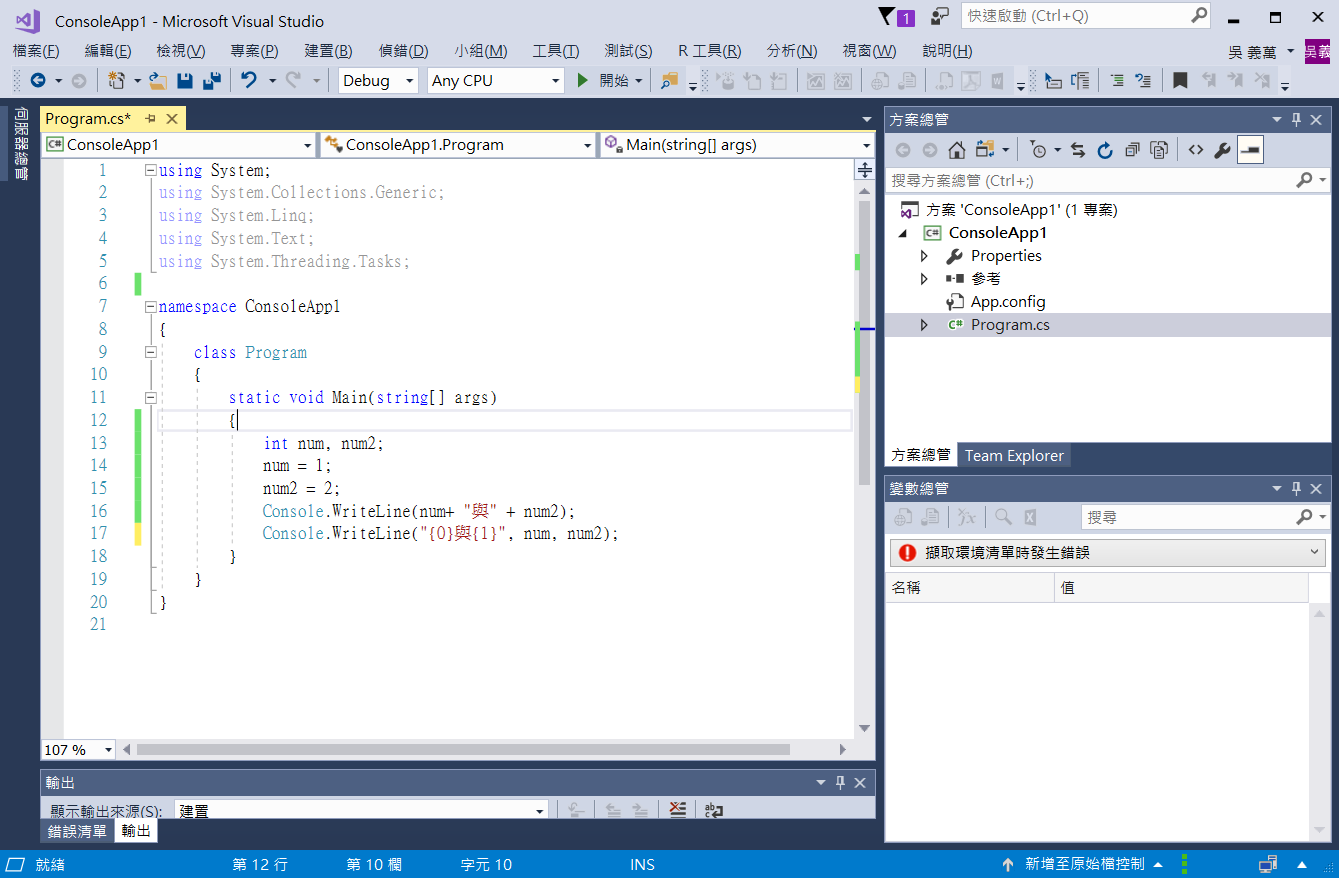 ConsoleApp1 - Microsoft Visual Studio
1
快速啟動 (Ctrl+Q)
檔案(F) 編輯(E) 檢視(V) 專案(P) 建置(B) 偵錯(D) 小組(M) 工具(T) 測試(S) R 工具(R) 分析(N) 視窗(W) 說明(H) 吳 義萬 吳義
Debug Any CPU 開始
伺服器總管
Program.cs*
ConsoleApp1 ConsoleApp1.Program Main(string[] args)
1 using System;
2 using System.Collections.Generic;
3 using System.Linq;
4 using System.Text;
5 using System.Threading.Tasks;
6
7 namespace ConsoleApp1
8 {
9 class Program
10 {
11 static void Main(string[] args)
12 {
13 int num, num2;
14 num = 1;
15 num2 = 2;
16 Console.WriteLine(num+ "與" + num2);
17 Console.WriteLine("{0}與{1}", num, num2);
18 }
19 }
20 }
21
107 %
輸出
顯示輸出來源(S): 建置
錯誤清單 輸出
方案總管
搜尋方案總管 (Ctrl+;)
方案 'ConsoleApp1' (1 專案)
C# ConsoleApp1
Properties
參考
App.config
C# Program.cs
方案總管 Team Explorer
變數總管
搜尋
擷取環境清單時發生錯誤
名稱 值
就緒 第 12 行 第 10 欄 字元 10 INS 新增至原始檔控制